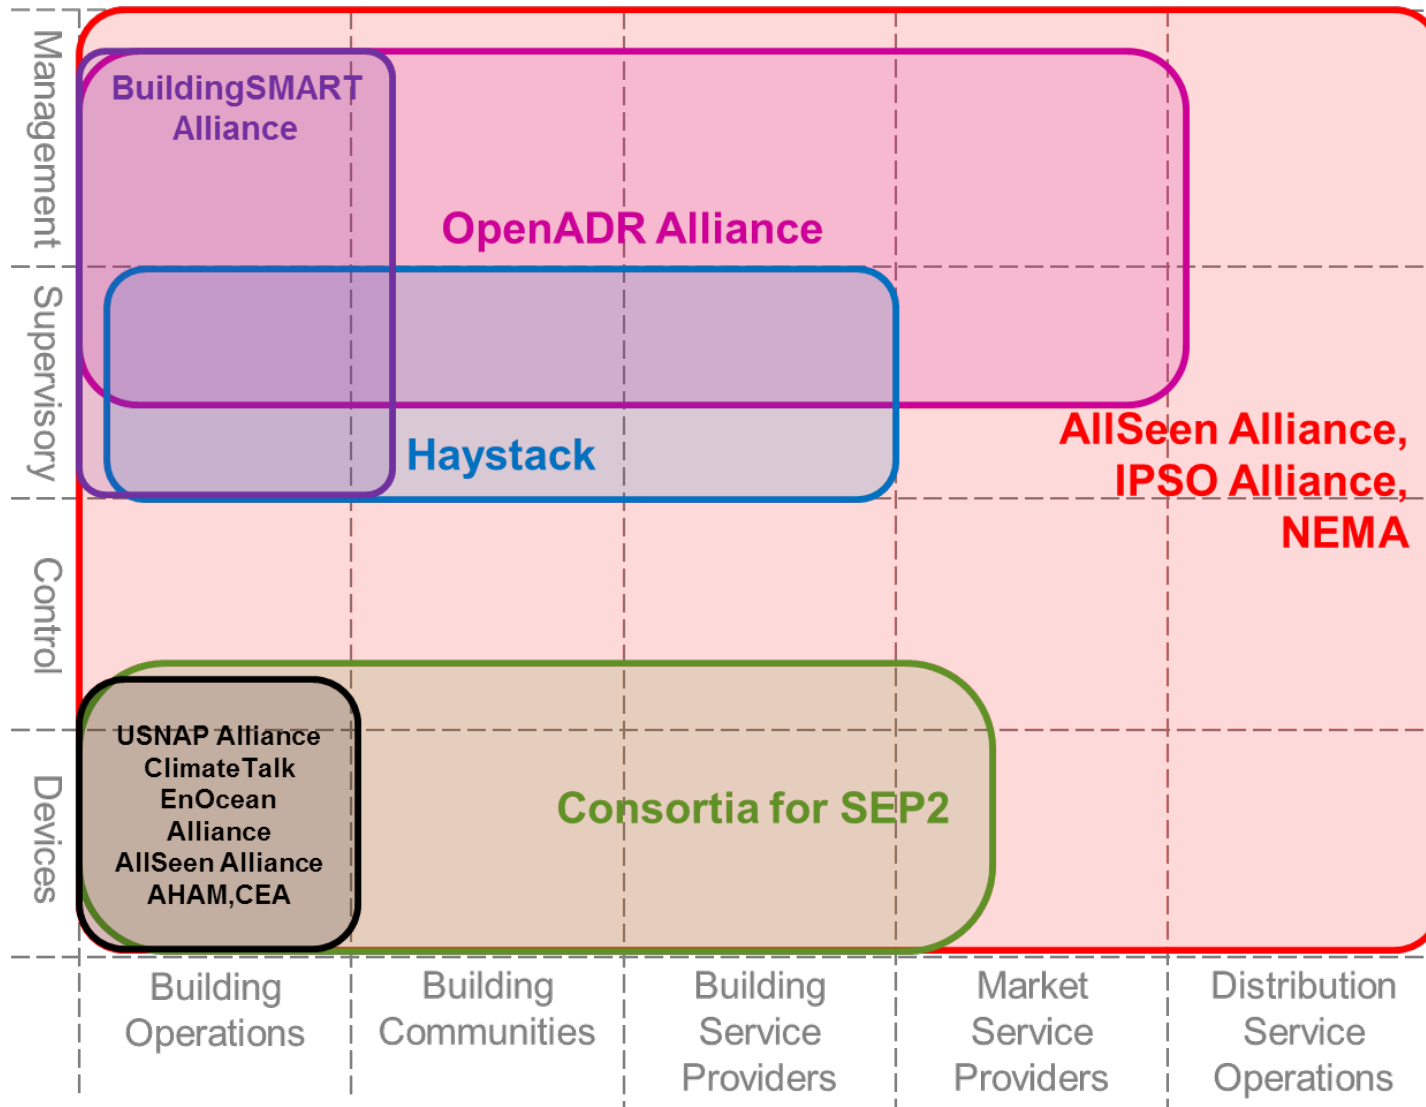 Management
Supervisory
Control
Devices
BuildingSMART
Alliance
OpenADR Alliance
Haystack
AllSeen Alliance,
IPSO Alliance,
NEMA
USNAP Alliance
ClimateTalk
EnOcean
Alliance
AllSeen Alliance
AHAM,CEA
Consortia for SEP2
Building
Operations
Building
Communities
Building
Service
Providers
Market
Service
Providers
Distribution
Service
Operations